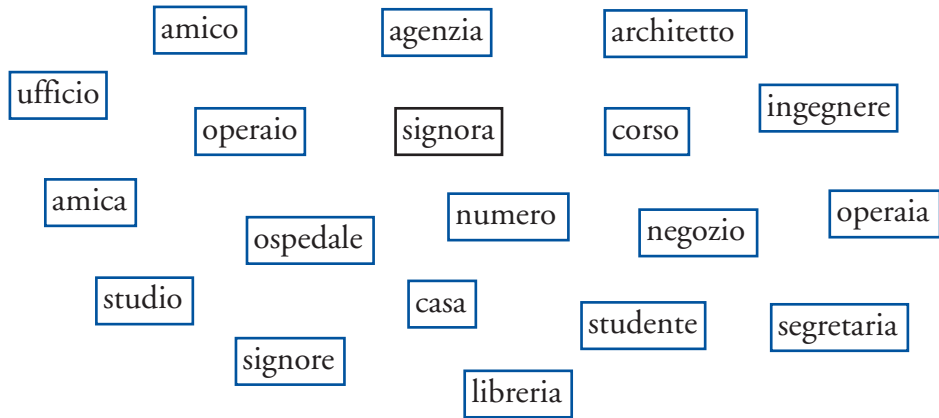 amico
agenzia
architetto
ufficio
operaio
signora
corso
ingegnere
amica
ospedale
numero
negozio
operaia
studio
casa
studente
segretaria
signore
libreria